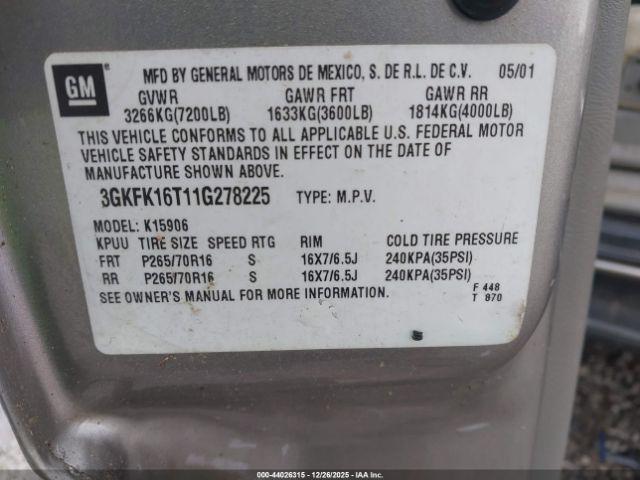 GM
MFD BY GENERAL MOTORS DE MEXICO, S. DE R.L. DE C.V. 05/01
GVWR GAWR FRT GAWR RR
3266KG(7200LB) 1633KG(3600LB) 1814KG(4000LB)
THIS VEHICLE CONFORMS TO ALL APPLICABLE U.S. FEDERAL MOTOR
VEHICLE SAFETY STANDARDS IN EFFECT ON THE DATE OF
MANUFACTURE SHOWN ABOVE.
3GKFK16T11G278225 TYPE: M.P.V.
MODEL: K15906
KPUU TIRE SIZE SPEED RTG RIM COLD TIRE PRESSURE
FRT P265/70R16 S 16X7/6.5J 240KPA(35PSI)
RR P265/70R16 S 16X7/6.5J 240KPA(35PSI)
SEE OWNER'S MANUAL FOR MORE INFORMATION.
F 448
T 870
000-44026315 - 12/26/2025 - IAA, Inc.